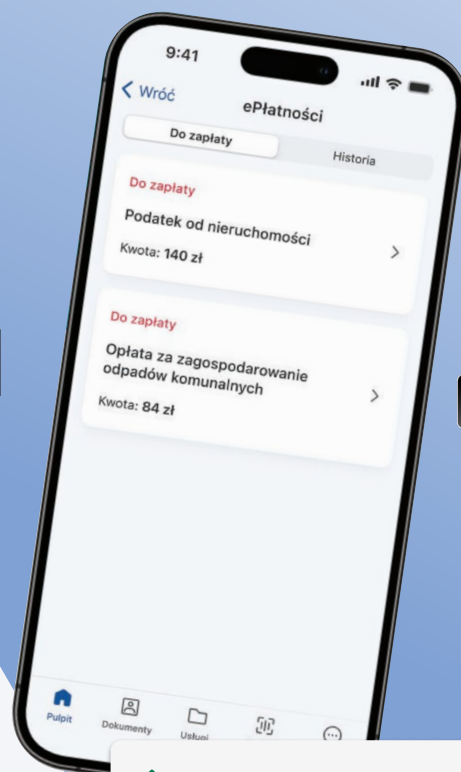 9:41
Wróć
ePłatności
Do zapłaty
Historia
Do zapłaty
Podatek od nieruchomości
Kwota: 140 zł
Do zapłaty
Opłata za zagospodarowanie
odpadów komunalnych
Kwota: 84 zł
Pulpit
Dokumenty
Usługi